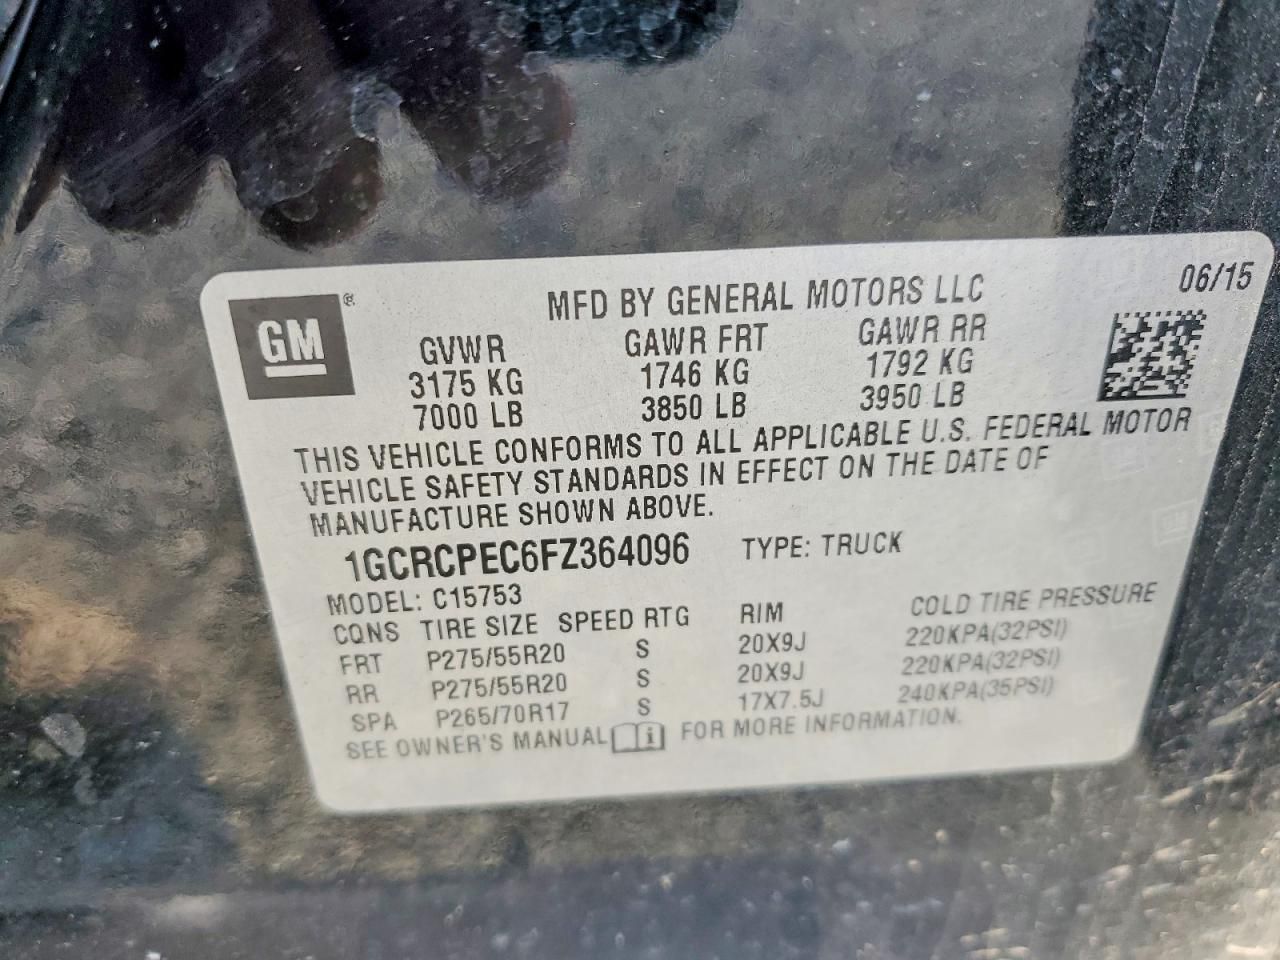 GM ®
MFD BY GENERAL MOTORS LLC 06/15
GVWR GAWR FRT GAWR RR
3175 KG 1746 KG 1792 KG
7000 LB 3850 LB 3950 LB
THIS VEHICLE CONFORMS TO ALL APPLICABLE U.S. FEDERAL MOTOR
VEHICLE SAFETY STANDARDS IN EFFECT ON THE DATE OF
MANUFACTURE SHOWN ABOVE.
1GCRCPEC6FZ364096 TYPE: TRUCK
MODEL: C15753
CQNS TIRE SIZE SPEED RTG RIM COLD TIRE PRESSURE
FRT P275/55R20 S 20X9J 220KPA(32PSI)
RR P275/55R20 S 20X9J 220KPA(32PSI)
SPA P265/70R17 S 17X7.5J 240KPA(35PSI)
SEE OWNER'S MANUAL i FOR MORE INFORMATION.